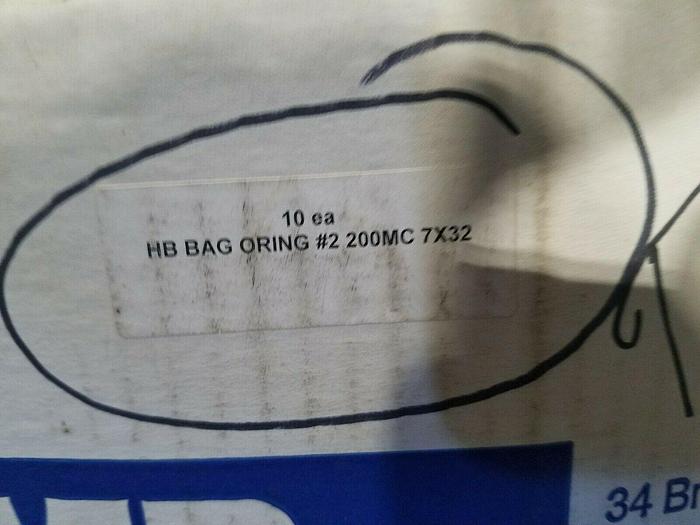 10 ea
HB BAG ORING #2 200MC 7X32
34 Br